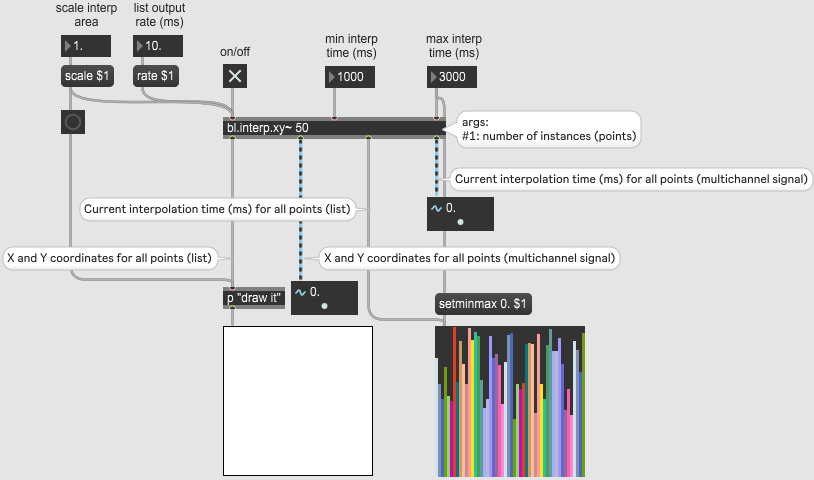 scale interp
area
list output
rate (ms)
1.
10.
on/off
min interp
time (ms)
max interp
time (ms)
scale $1
rate $1
1000
3000
bl.interp.xy~ 50
args:
#1: number of instances (points)
Current interpolation time (ms) for all points (multichannel signal)
Current interpolation time (ms) for all points (list)
0.
X and Y coordinates for all points (list)
X and Y coordinates for all points (multichannel signal)
p "draw it"
0.
setminmax 0. $1